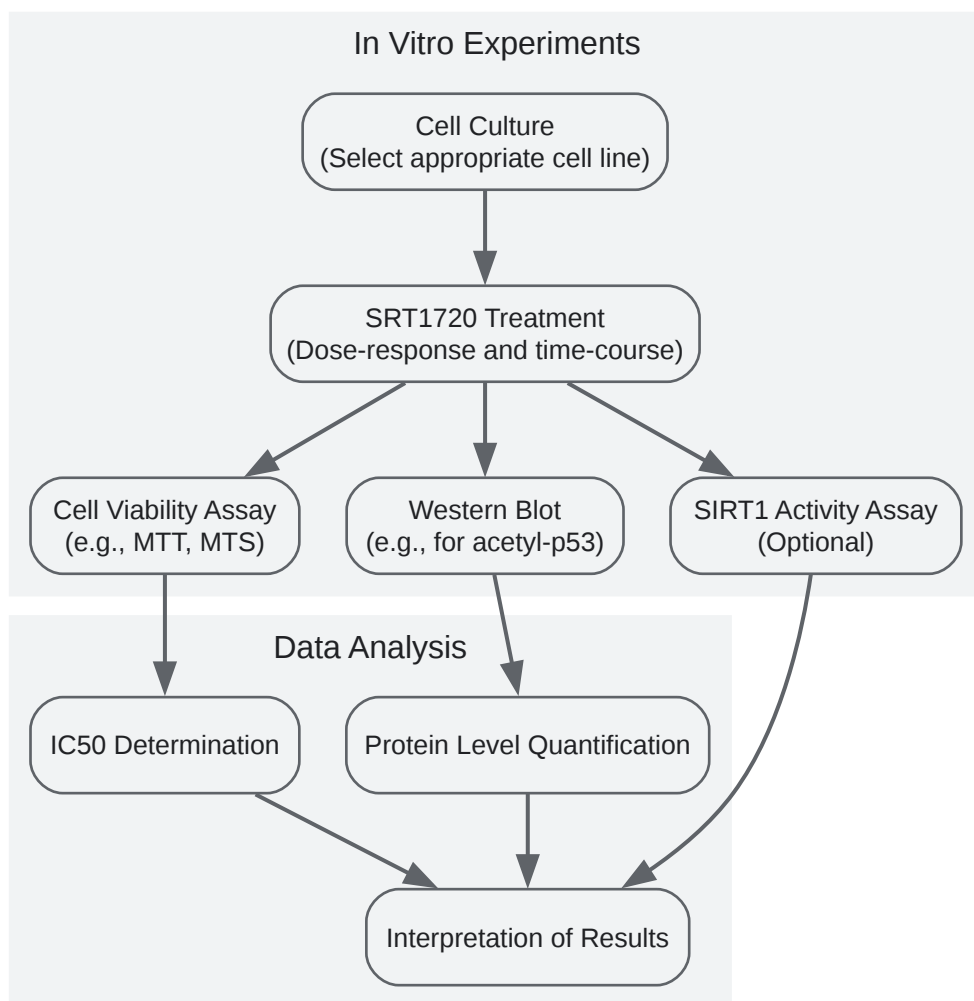 In Vitro Experiments
Cell Culture
(Select appropriate cell line)
SRT1720 Treatment
(Dose-response and time-course)
Cell Viability Assay
(e.g., MTT, MTS)
Western Blot
(e.g., for acetyl-p53)
SIRT1 Activity Assay
(Optional)
Data Analysis
IC50 Determination
Protein Level Quantification
Interpretation of Results